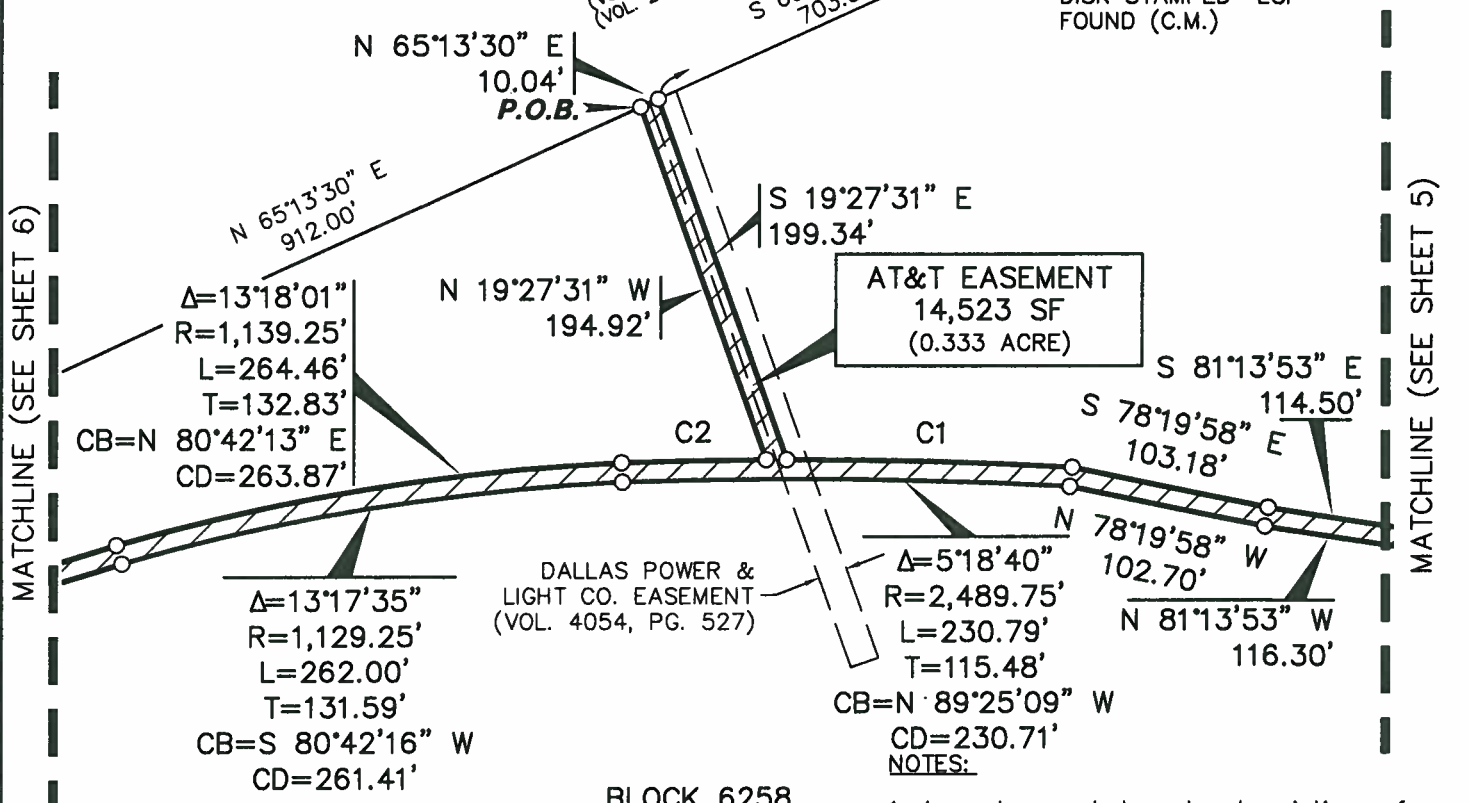 (VOL.
S
703.
DISK STAMPED
FOUND (C.M.)
N 65°13'30" E
10.04'
P.O.B.
N 65°13'30" E
912.00'
S 19°27'31" E
199.34'
N 19°27'31" W
194.92'
AT&T EASEMENT
14,523 SF
(0.333 ACRE)
MATCHLINE (SEE SHEET 6)
MATCHLINE (SEE SHEET 5)
Δ=13°18'01"
R=1,139.25'
L=264.46'
T=132.83'
CB=N 80°42'13" E
CD=263.87'
C2
C1
S 81°13'53" E
114.50'
S 78°19'58" E
103.18'
N 78°19'58" W
102.70'
N 81°13'53" W
116.30'
DALLAS POWER &
LIGHT CO. EASEMENT
(VOL. 4054, PG. 527)
Δ=13°17'35"
R=1,129.25'
L=262.00'
T=131.59'
CB=S 80°42'16" W
CD=261.41'
Δ=5°18'40"
R=2,489.75'
L=230.79'
T=115.48'
CB=N 89°25'09" W
CD=230.71'
NOTES:
BLOCK 6258